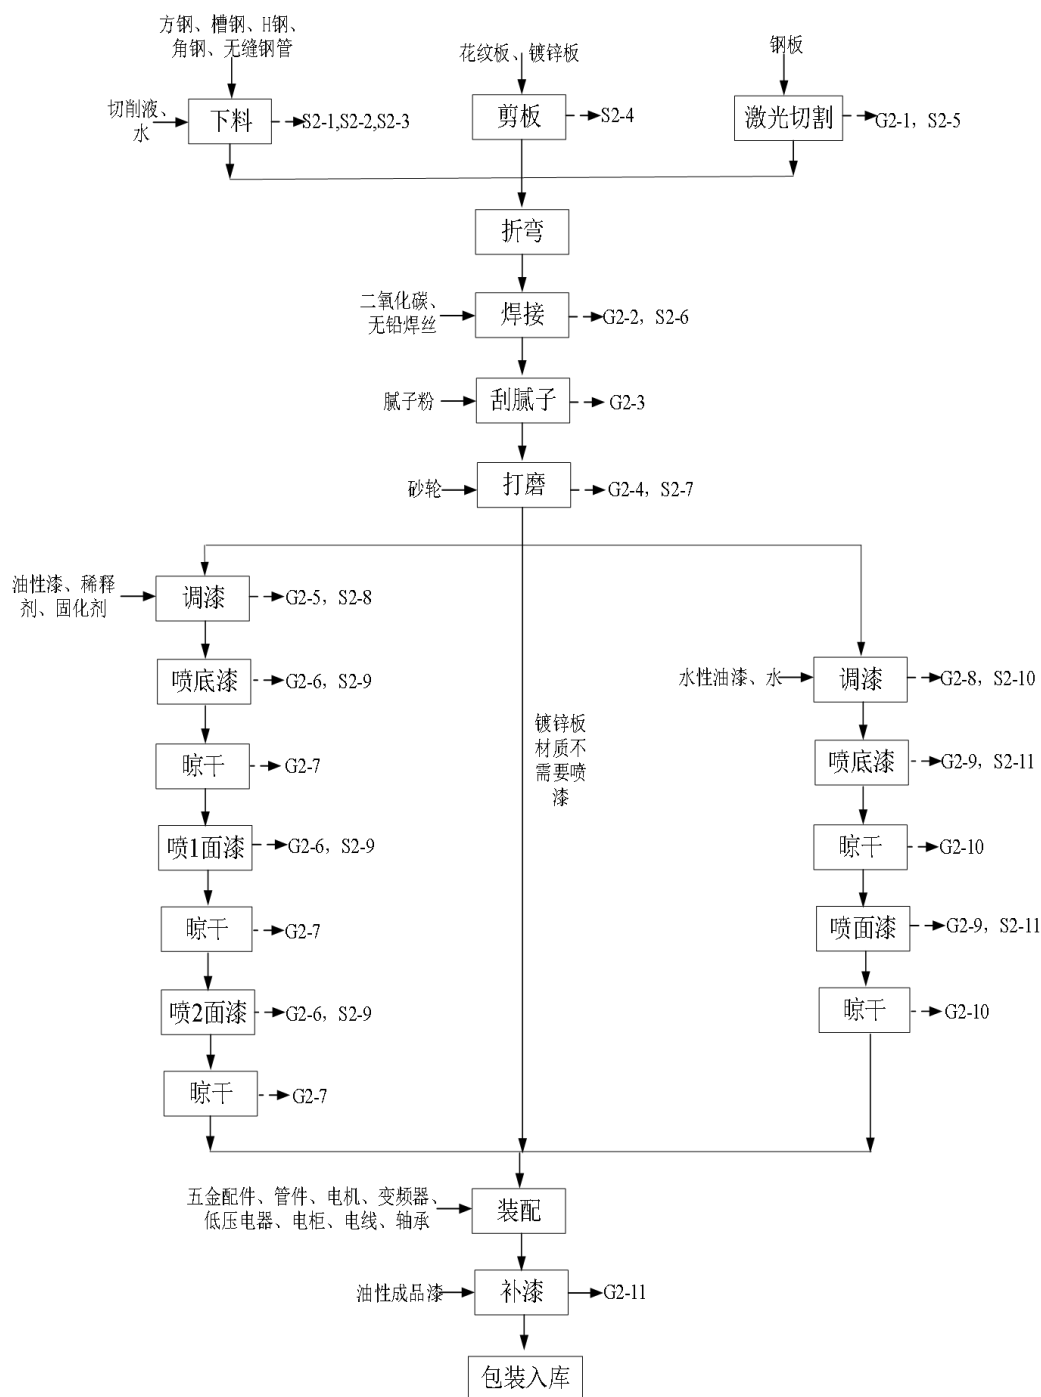 方钢、槽钢、H钢、
角钢、无缝钢管
花纹板、镀锌板
钢板
切削液、
水
下料
S2-1,S2-2,S2-3
剪板
S2-4
激光切割
G2-1，S2-5
折弯
二氧化碳、
无铅焊丝
焊接
G2-2，S2-6
腻子粉
刮腻子
G2-3
砂轮
打磨
G2-4，S2-7
油性漆、稀释
剂、固化剂
调漆
G2-5，S2-8
喷底漆
G2-6，S2-9
晾干
G2-7
喷1面漆
G2-6，S2-9
晾干
G2-7
喷2面漆
G2-6，S2-9
晾干
G2-7
镀锌板
材质不
需要喷
漆
水性油漆、水
调漆
G2-8，S2-10
喷底漆
G2-9，S2-11
晾干
G2-10
喷面漆
G2-9，S2-11
晾干
G2-10
五金配件、管件、电机、变频器、
低压电器、电柜、电线、轴承
装配
油性成品漆
补漆
G2-11
包装入库